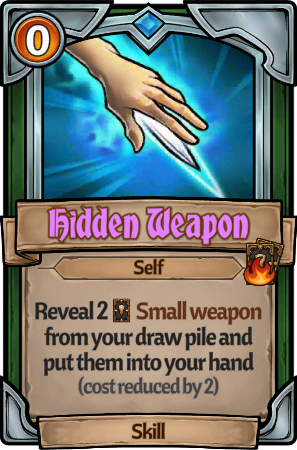 0
Hidden Weapon
Self
Reveal 2 Small weapon
from your draw pile and
put them into your hand
(cost reduced by 2)
Skill